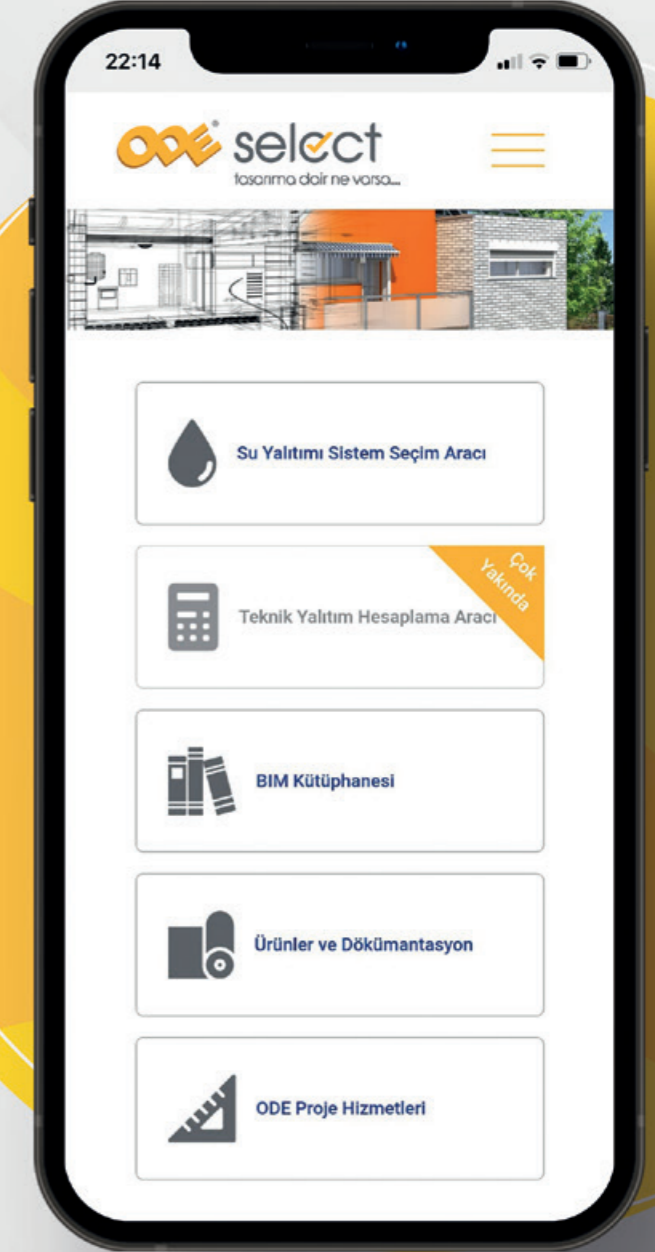 22:14
ODE® select
tasarıma dair ne varsa...
Su Yalıtımı Sistem Seçim Aracı
Çok
Yakında
Teknik Yalıtım Hesaplama Aracı
BIM Kütüphanesi
Ürünler ve Dökümantasyon
ODE Proje Hizmetleri